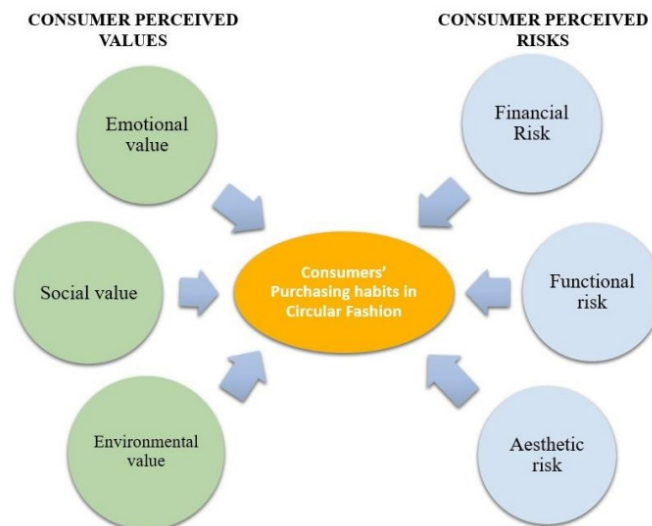 CONSUMER PERCEIVED
VALUES
CONSUMER PERCEIVED
RISKS
Emotional
value
Financial
Risk
Social value
Consumers’
Purchasing habits in
Circular Fashion
Functional
risk
Environmental
value
Aesthetic
risk